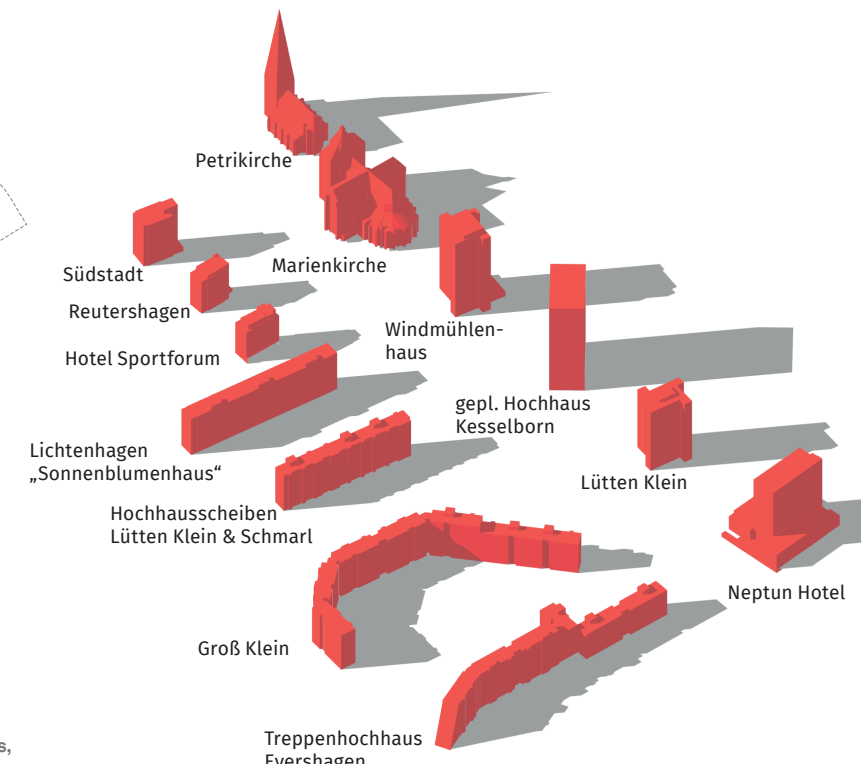 Petrikirche
Marienkirche
Südstadt
Reutershagen
Hotel Sportforum
Windmühlen-
haus
gepl. Hochhaus
Kesselborn
Lichtenhagen
„Sonnenblumenhaus“
Lütten Klein
Hochhausscheiben
Lütten Klein & Schmarl
Neptun Hotel
Groß Klein
Treppenhochhaus
Evershagen
s,